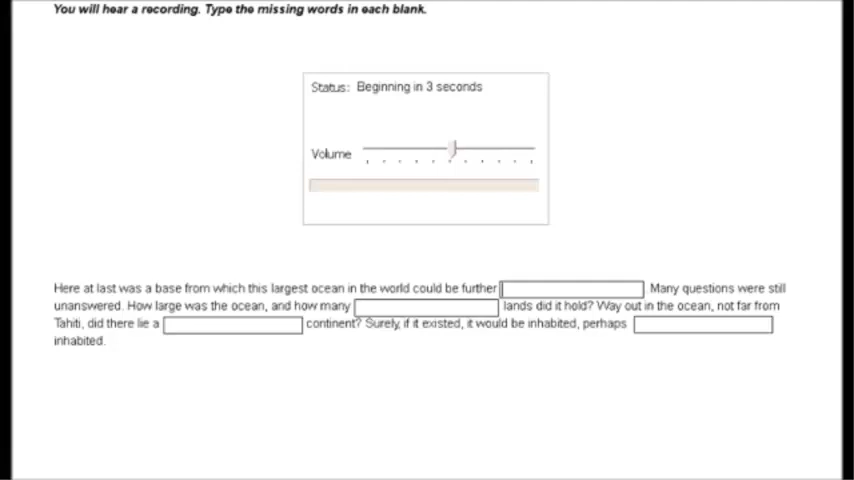 You will hear a recording. Type the missing words in each blank.
Status: Beginning in 3 seconds
Volume
Here at last was a base from which this largest ocean in the world could be further Many questions were still
unanswered. How large was the ocean, and how many lands did it hold? Way out in the ocean, not far from
Tahiti, did there lie a continent? Surely, if it existed, it would be inhabited, perhaps
inhabited.